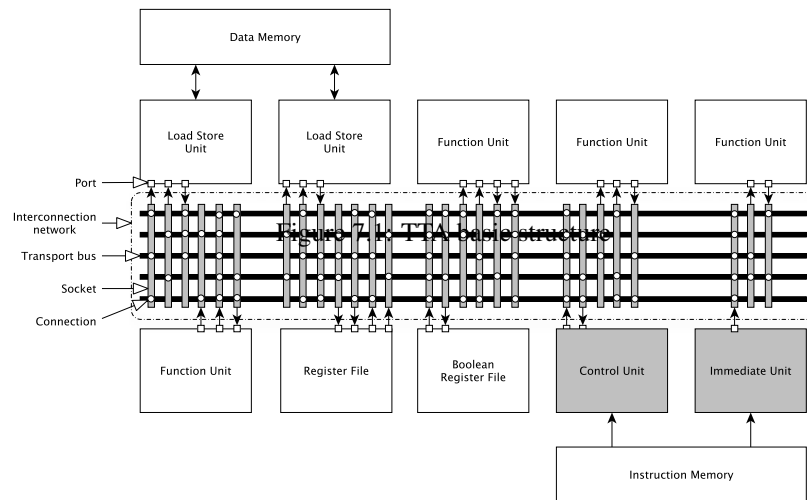 Data Memory
Load Store
Unit
Load Store
Unit
Function Unit
Function Unit
Function Unit
Port
Interconnection
network
Figure 7.1: TTA basic structure
Transport bus
Socket
Connection
Function Unit
Register File
Boolean
Register File
Control Unit
Immediate Unit
Instruction Memory